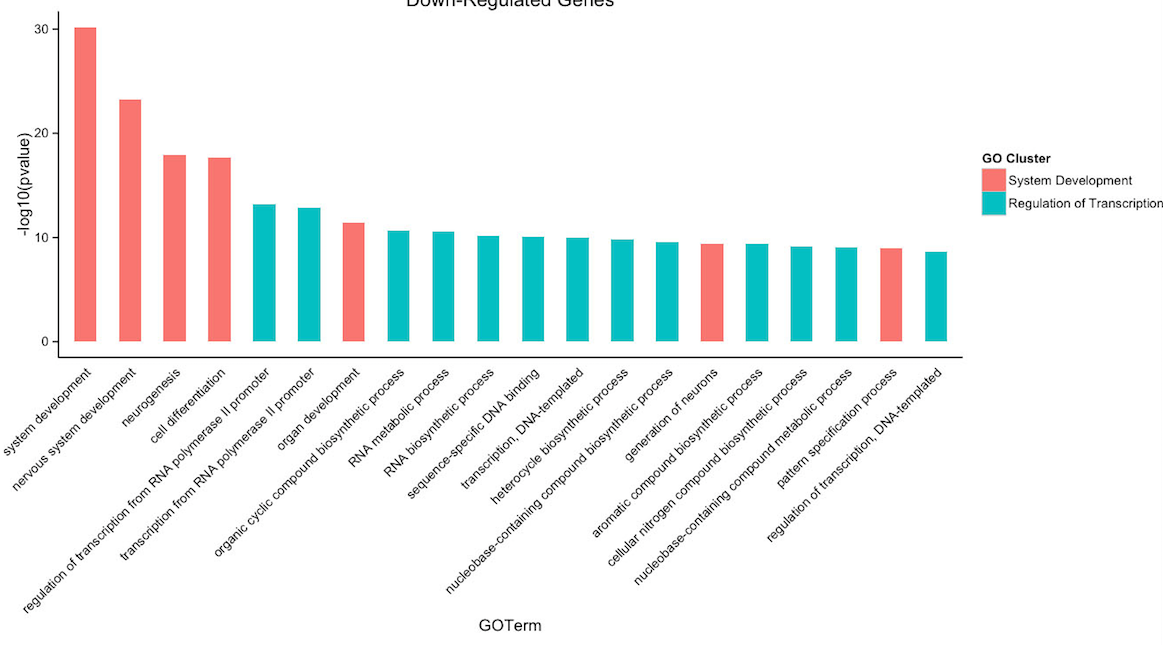 Down-Regulated Genes
30
20
10
0
-log10(pvalue)
system development
nervous system development
neurogenesis
cell differentiation
regulation of transcription from RNA polymerase II promoter
transcription from RNA polymerase II promoter
organ development
organic cyclic compound biosynthetic process
RNA metabolic process
RNA biosynthetic process
sequence-specific DNA binding
transcription, DNA-templated
heterocycle biosynthetic process
nucleobase-containing compound biosynthetic process
generation of neurons
aromatic compound biosynthetic process
cellular nitrogen compound biosynthetic process
nucleobase-containing compound metabolic process
pattern specification process
regulation of transcription, DNA-templated
GOTerm
GO Cluster
System Development
Regulation of Transcription